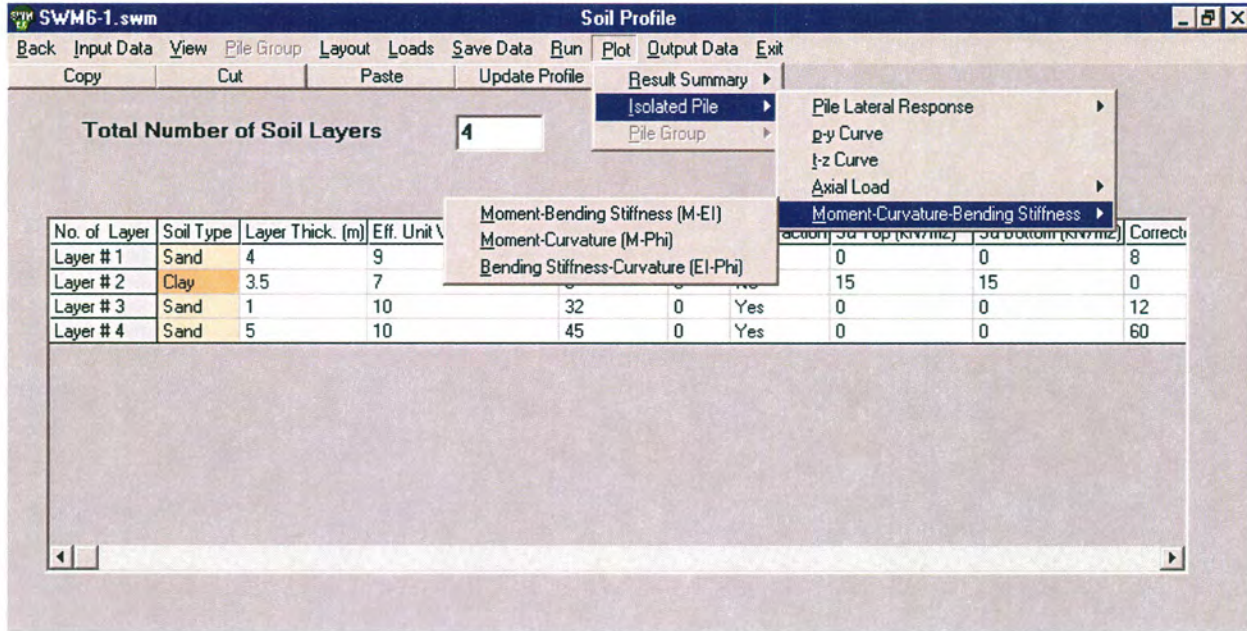 SWM6-1.swm Soil Profile
Back Input Data View Pile Group Layout Loads Save Data Run Plot Output Data Exit
Copy Cut Paste Update Profile
Result Summary
Isolated Pile
Pile Group
Pile Lateral Response
p-y Curve
t-z Curve
Axial Load
Moment-Curvature-Bending Stiffness
Moment-Bending Stiffness (M-EI)
Moment-Curvature (M-Phi)
Bending Stiffness-Curvature (EI-Phi)
Total Number of Soil Layers 4
No. of Layer Soil Type Layer Thick. (m) Eff. Unit
Layer # 1 Sand 4 9 0 0 8
Layer # 2 Clay 3.5 7 15 15 0
Layer # 3 Sand 1 10 32 0 Yes 0 0 12
Layer # 4 Sand 5 10 45 0 Yes 0 0 60